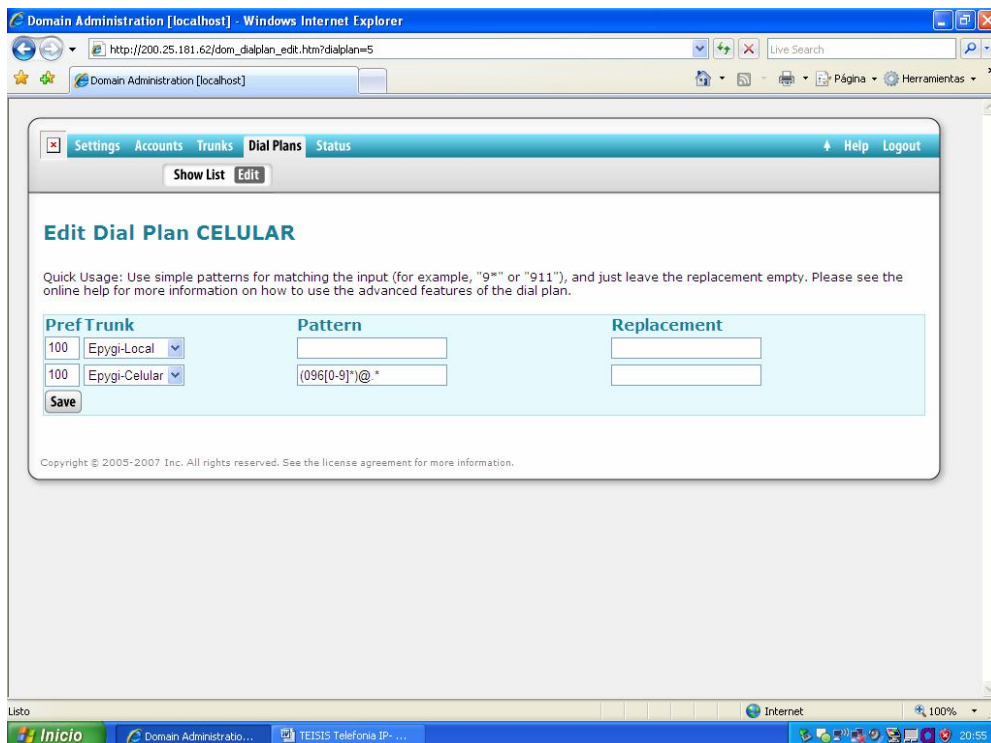 Domain Administration [localhost] - Windows Internet Explorer
http://200.25.181.62/dom_dialplan_edit.htm?dialplan=5
Live Search
Domain Administration [localhost]
Página
Herramientas
Settings Accounts Trunks Dial Plans Status Help Logout
Show List Edit
Edit Dial Plan CELULAR
Quick Usage: Use simple patterns for matching the input (for example, "9*" or "911"), and just leave the replacement empty. Please see the
online help for more information on how to use the advanced features of the dial plan.
Pref Trunk Pattern Replacement
100 Epygi-Local
100 Epygi-Celular (096[0-9]*)@.*
Save
Copyright © 2005-2007 Inc. All rights reserved. See the license agreement for more information.
Listo Internet 100%
Inicio Domain Administratio... TEISIS Telefonia IP- ... 20:55